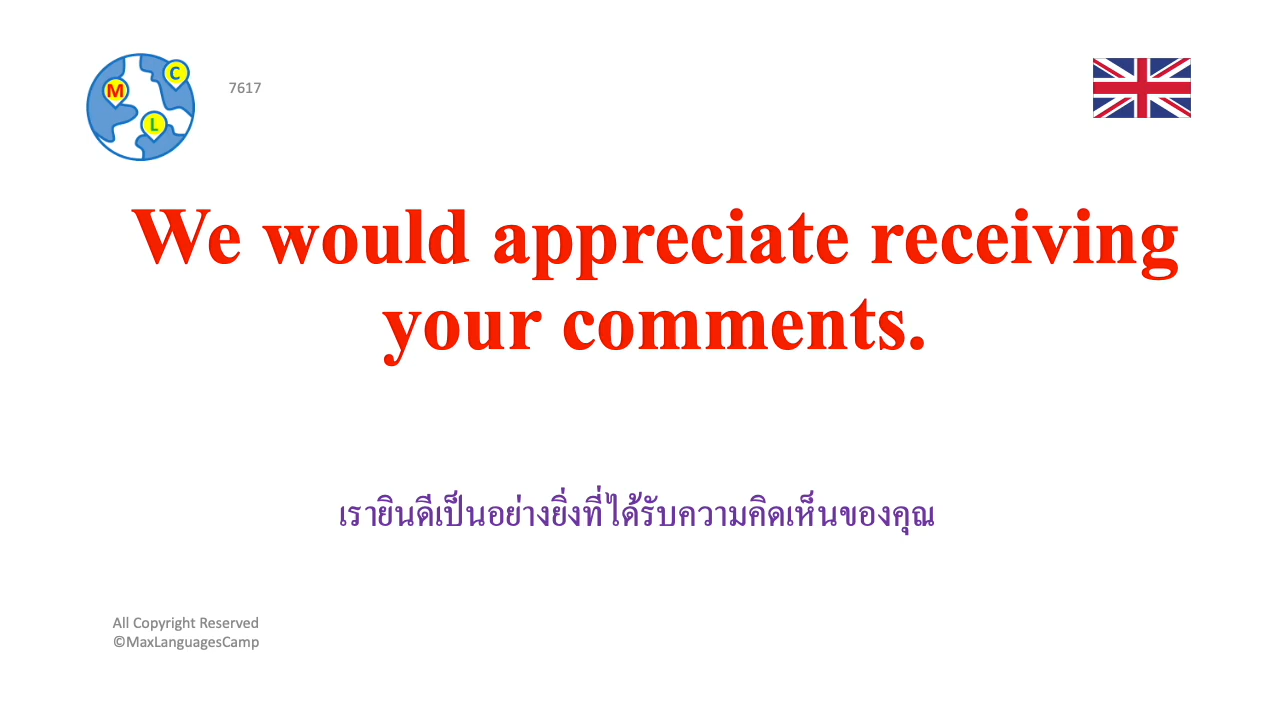 M
C
L
7617
We would appreciate receiving
your comments.
เรายินดีเป็นอย่างยิ่งที่ได้รับความคิดเห็นของคุณ
All Copyright Reserved
©MaxLanguagesCamp